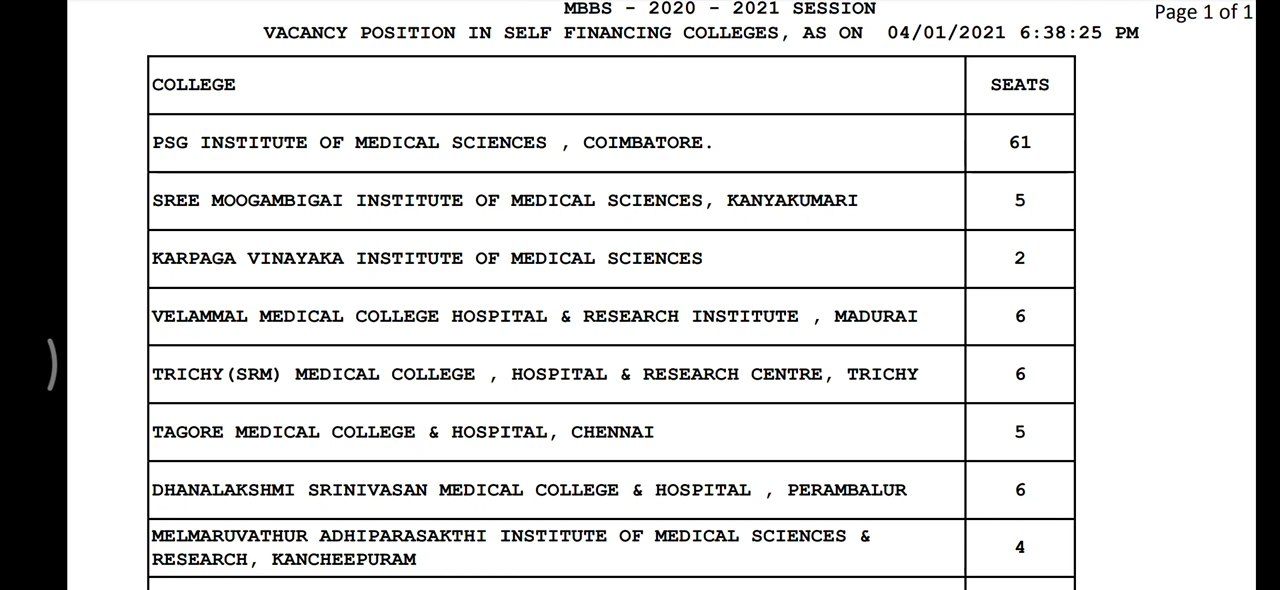 MBBS - 2020 - 2021 SESSION
Page 1 of 1
VACANCY POSITION IN SELF FINANCING COLLEGES, AS ON 04/01/2021 6:38:25 PM
COLLEGE SEATS
PSG INSTITUTE OF MEDICAL SCIENCES , COIMBATORE. 61
SREE MOOGAMBIGAI INSTITUTE OF MEDICAL SCIENCES, KANYAKUMARI 5
KARPAGA VINAYAKA INSTITUTE OF MEDICAL SCIENCES 2
VELAMMAL MEDICAL COLLEGE HOSPITAL & RESEARCH INSTITUTE , MADURAI 6
TRICHY(SRM) MEDICAL COLLEGE , HOSPITAL & RESEARCH CENTRE, TRICHY 6
TAGORE MEDICAL COLLEGE & HOSPITAL, CHENNAI 5
DHANALAKSHMI SRINIVASAN MEDICAL COLLEGE & HOSPITAL , PERAMBALUR 6
MELMARUVATHUR ADHIPARASAKTHI INSTITUTE OF MEDICAL SCIENCES &
RESEARCH, KANCHEEPURAM 4